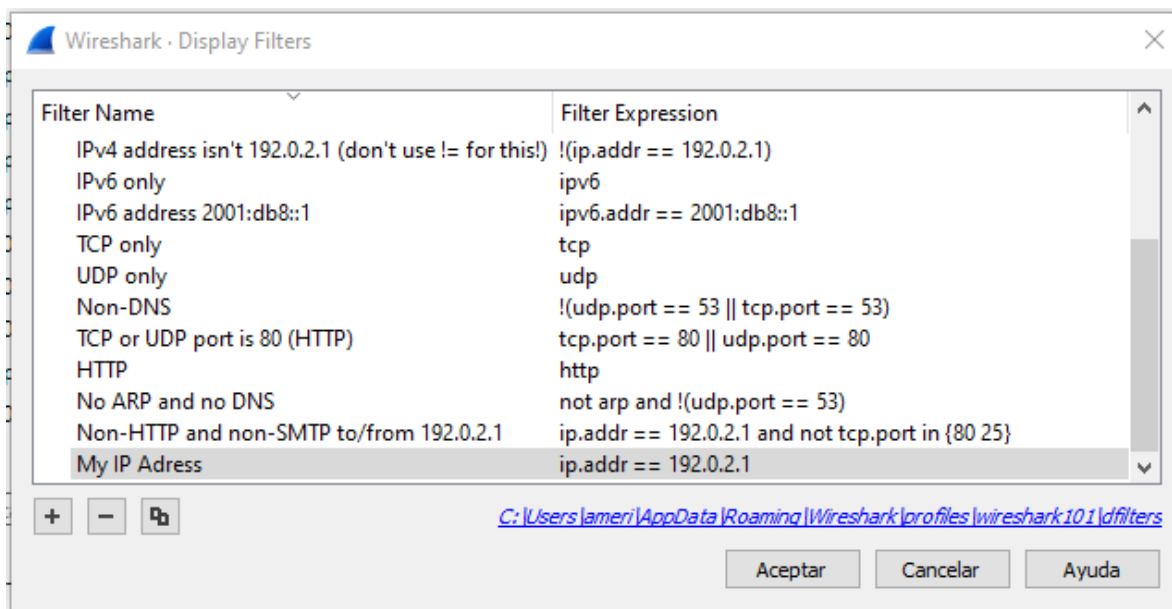 Wireshark · Display Filters
Filter Name Filter Expression
IPv4 address isn't 192.0.2.1 (don't use != for this!) !(ip.addr == 192.0.2.1)
IPv6 only ipv6
IPv6 address 2001:db8::1 ipv6.addr == 2001:db8::1
TCP only tcp
UDP only udp
Non-DNS !(udp.port == 53 || tcp.port == 53)
TCP or UDP port is 80 (HTTP) tcp.port == 80 || udp.port == 80
HTTP http
No ARP and no DNS not arp and !(udp.port == 53)
Non-HTTP and non-SMTP to/from 192.0.2.1 ip.addr == 192.0.2.1 and not tcp.port in {80 25}
My IP Adress ip.addr == 192.0.2.1
C:\Users\ameri\AppData\Roaming\Wireshark\profiles\wireshark101\dfilters
Aceptar Cancelar Ayuda